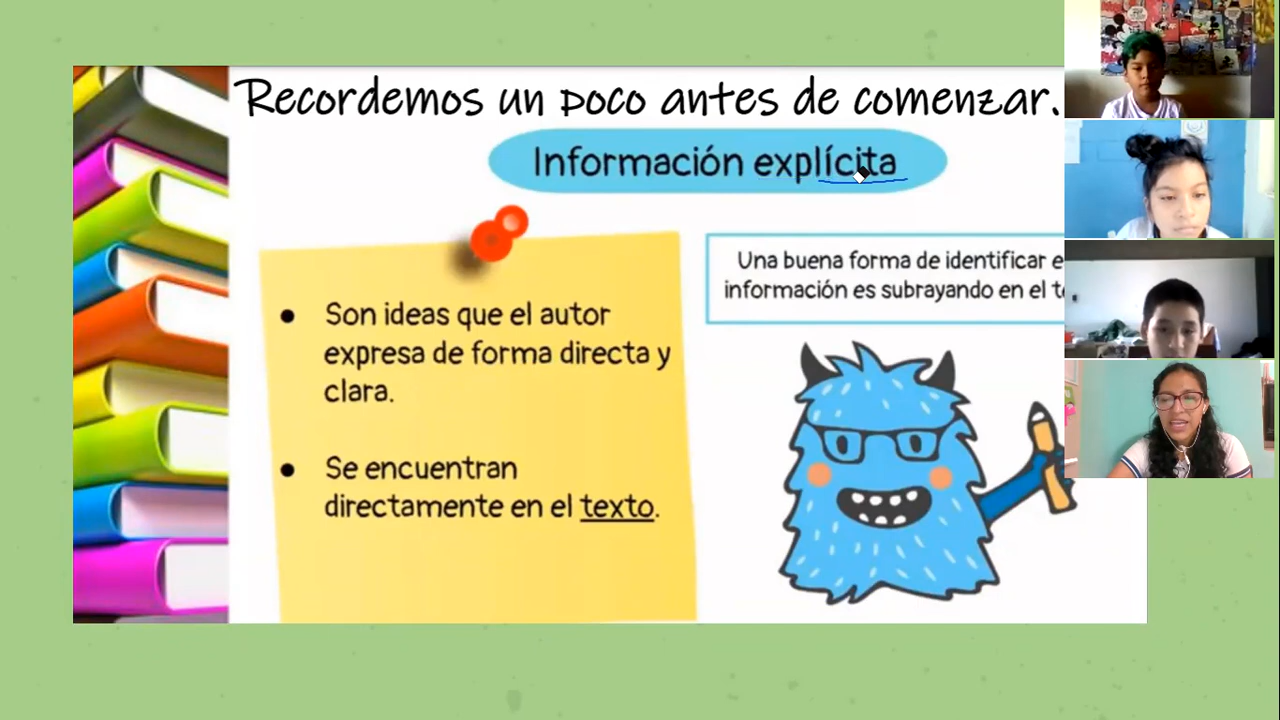 Recordemos un poco antes de comenzar.
Información explícita
Una buena forma de identificar
información es subrayando en el
• Son ideas que el autor
expresa de forma directa y
clara.
• Se encuentran
directamente en el texto.